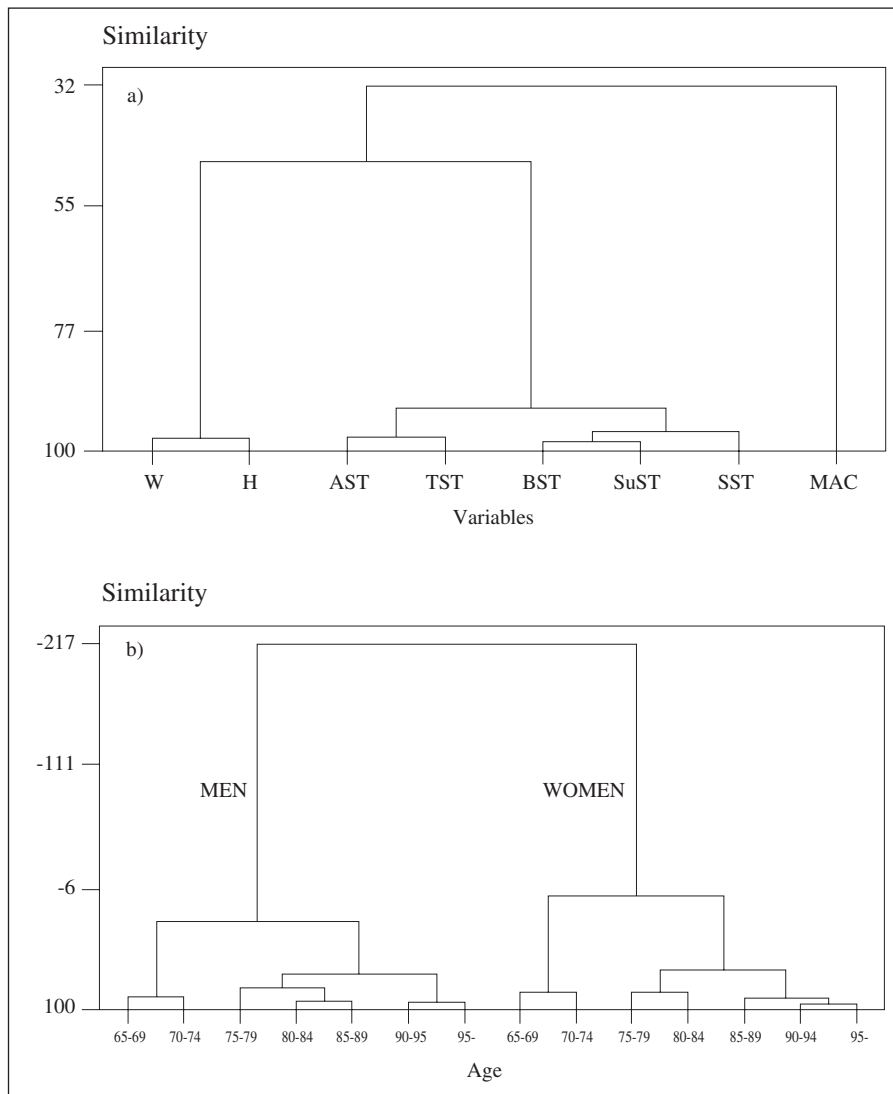 Similarity
a)
32
55
77
100
W H AST TST BST SuST SST MAC
Variables
Similarity
b)
-217
-111
MEN WOMEN
-6
100
65-69 70-74 75-79 80-84 85-89 90-95 95- 65-69 70-74 75-79 80-84 85-89 90-94 95-
Age